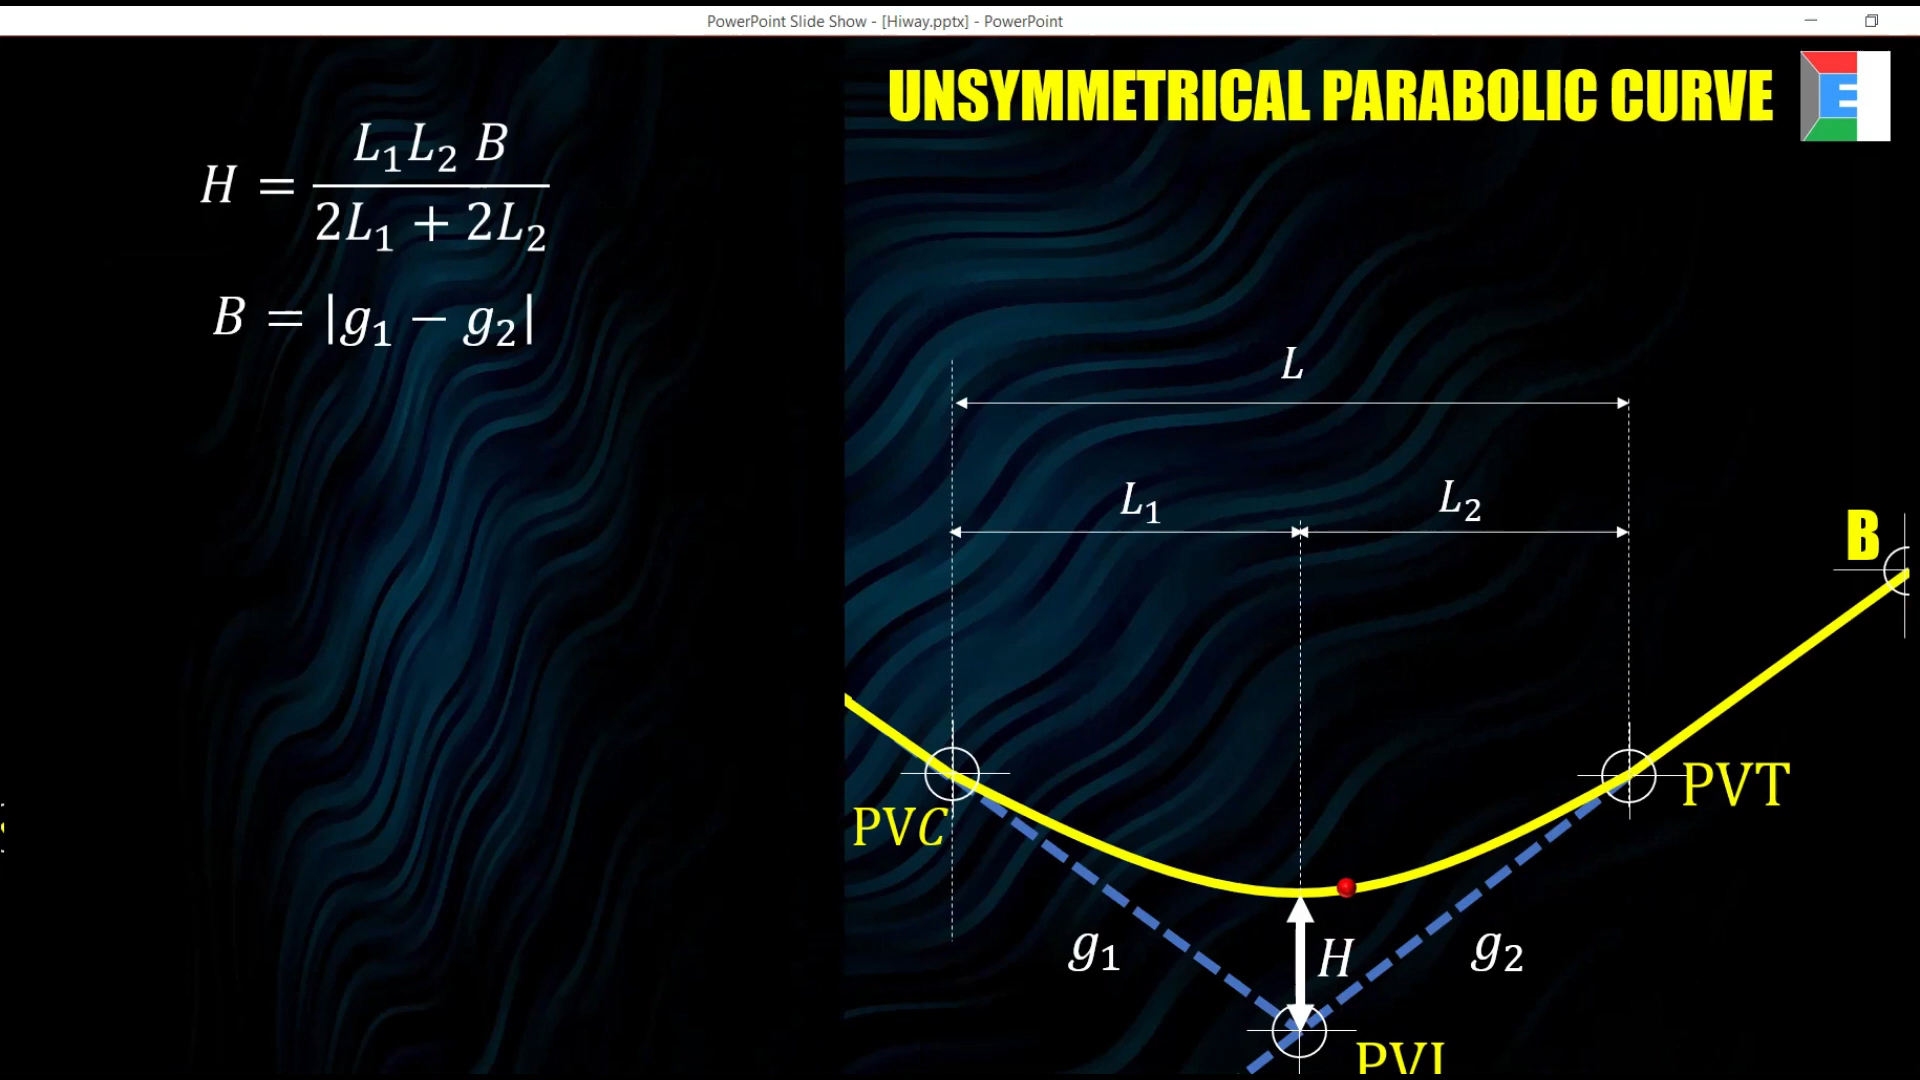 PowerPoint Slide Show - [Hiway.pptx] - PowerPoint
UNSYMMETRICAL PARABOLIC CURVE
E
H = L₁L₂ B / 2L₁ + 2L₂
B = |g₁ − g₂|
L
L₁
L₂
B
PVC
PVT
g₁
H
g₂
PVI